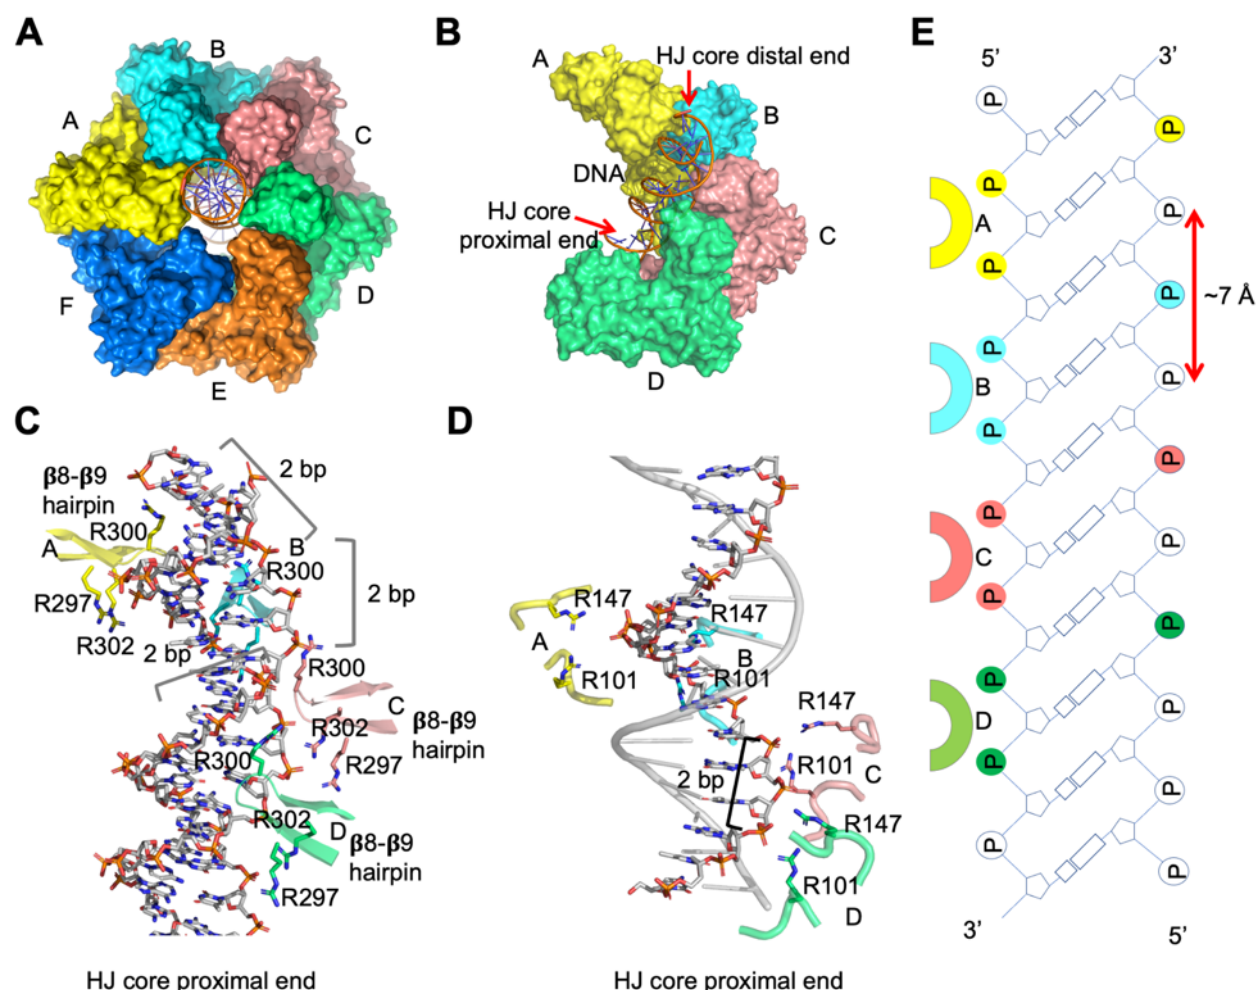 A
B
A
C
F
D
E
B
HJ core distal end
A
B
DNA
HJ core
proximal end
C
D
C
2 bp
β8-β9
hairpin
R300
A
B
R300
2 bp
R297
R302
2 bp
R300
C
R302
β8-β9
hairpin
R297
R300
R302
D
β8-β9
hairpin
R297
HJ core proximal end
D
R147
R147
A
B
R101
R101
R147
2 bp
R101
C
R147
R101
D
HJ core proximal end
E
5’
3’
P
P
P
A
P
P
P
~7 Å
P
B
P
P
P
P
C
P
P
P
P
D
P
P
P
P
3’
5’